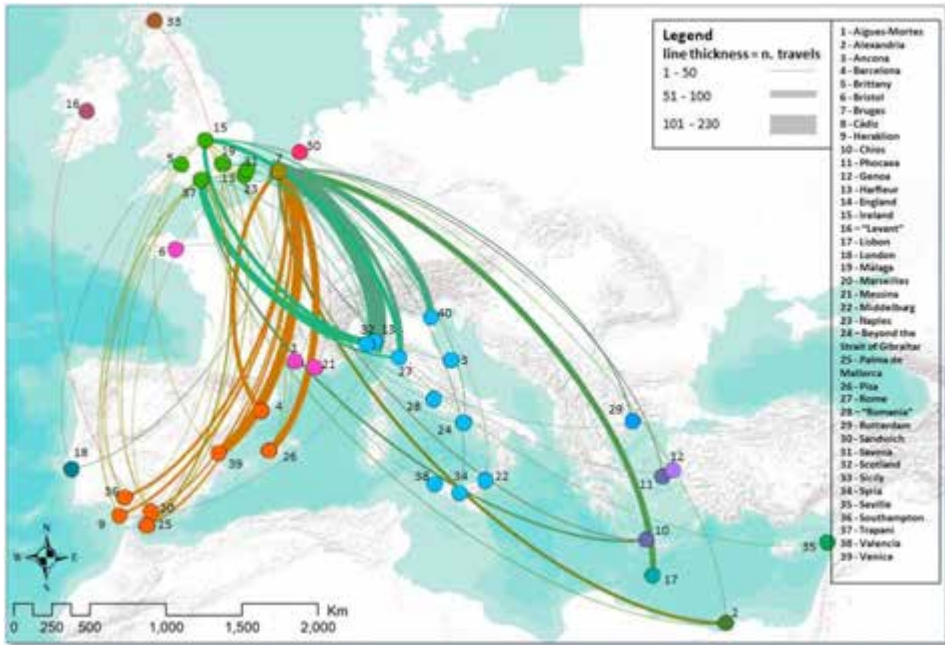 33
16
15
5
19
7
50
37
23
6
40
32
1
21
27
3
4
28
24
29
39
26
38
34
22
12
11
18
36
9
25
10
17
35
2
Legend
line thickness = n. travels
1 - 50
51 - 100
101 - 230
1 - Aigues-Mortes
2 - Alexandria
3 - Ancona
4 - Barcelona
5 - Brittany
6 - Bristol
7 - Bruges
8 - Cádiz
9 - Heraklion
10 - Chios
11 - Phocaea
12 - Genoa
13 - Harfleur
14 - England
15 - Ireland
16 - "Levant"
17 - Lisbon
18 - London
19 - Málaga
20 - Marseilles
21 - Messina
22 - Middelburg
23 - Naples
24 - Beyond the
Strait of Gibraltar
25 - Palma de
Mallorca
26 - Pisa
27 - Rome
28 - "Romania"
29 - Rotterdam
30 - Sandwich
31 - Savona
32 - Scotland
33 - Sicily
34 - Syria
35 - Seville
36 - Southampton
37 - Trapani
38 - Valencia
39 - Venice
N
W
E
0 250 500 1,000 1,500 2,000
Km